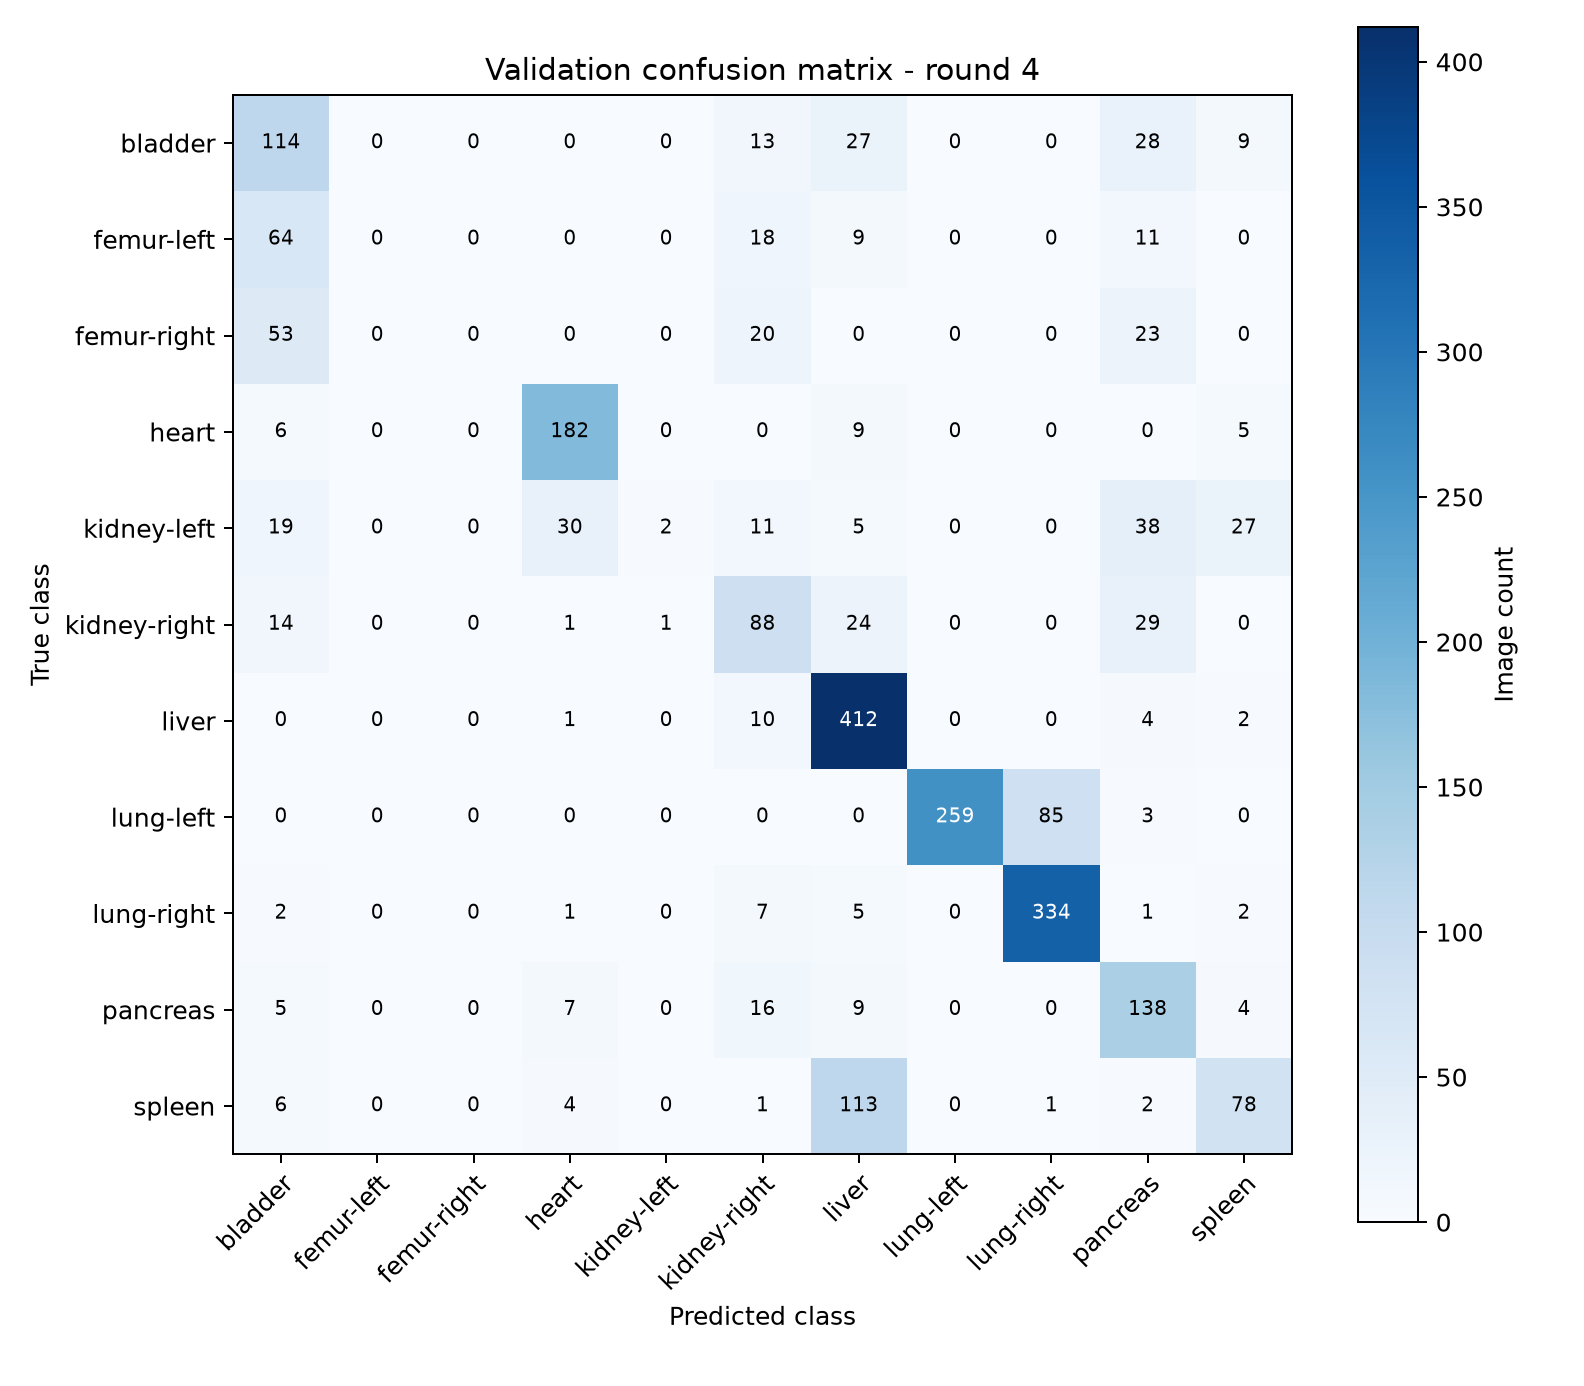 Validation confusion matrix - round 4
bladder 114 0 0 0 0 13 27 0 0 28 9
femur-left 64 0 0 0 0 18 9 0 0 11 0
femur-right 53 0 0 0 0 20 0 0 0 23 0
heart 6 0 0 182 0 0 9 0 0 0 5
kidney-left 19 0 0 30 2 11 5 0 0 38 27
kidney-right 14 0 0 1 1 88 24 0 0 29 0
liver 0 0 0 1 0 10 412 0 0 4 2
lung-left 0 0 0 0 0 0 0 259 85 3 0
lung-right 2 0 0 1 0 7 5 0 334 1 2
pancreas 5 0 0 7 0 16 9 0 0 138 4
spleen 6 0 0 4 0 1 113 0 1 2 78
True class
bladder femur-left femur-right heart kidney-left kidney-right liver lung-left lung-right pancreas spleen
Predicted class
400
350
300
250
200
150
100
50
0
Image count